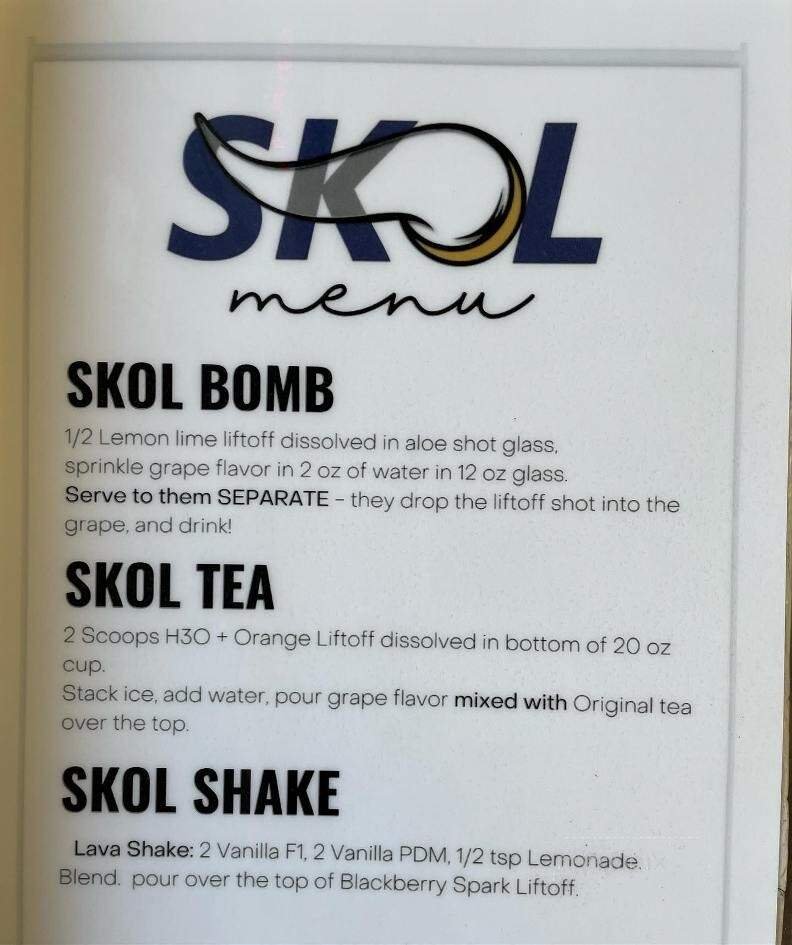 SKOL
menu
SKOL BOMB
1/2 Lemon lime liftoff dissolved in aloe shot glass,
sprinkle grape flavor in 2 oz of water in 12 oz glass.
Serve to them SEPARATE – they drop the liftoff shot into the
grape, and drink!
SKOL TEA
2 Scoops H3O + Orange Liftoff dissolved in bottom of 20 oz
cup.
Stack ice, add water, pour grape flavor mixed with Original tea
over the top.
SKOL SHAKE
Lava Shake: 2 Vanilla F1, 2 Vanilla PDM, 1/2 tsp Lemonade.
Blend. pour over the top of Blackberry Spark Liftoff.